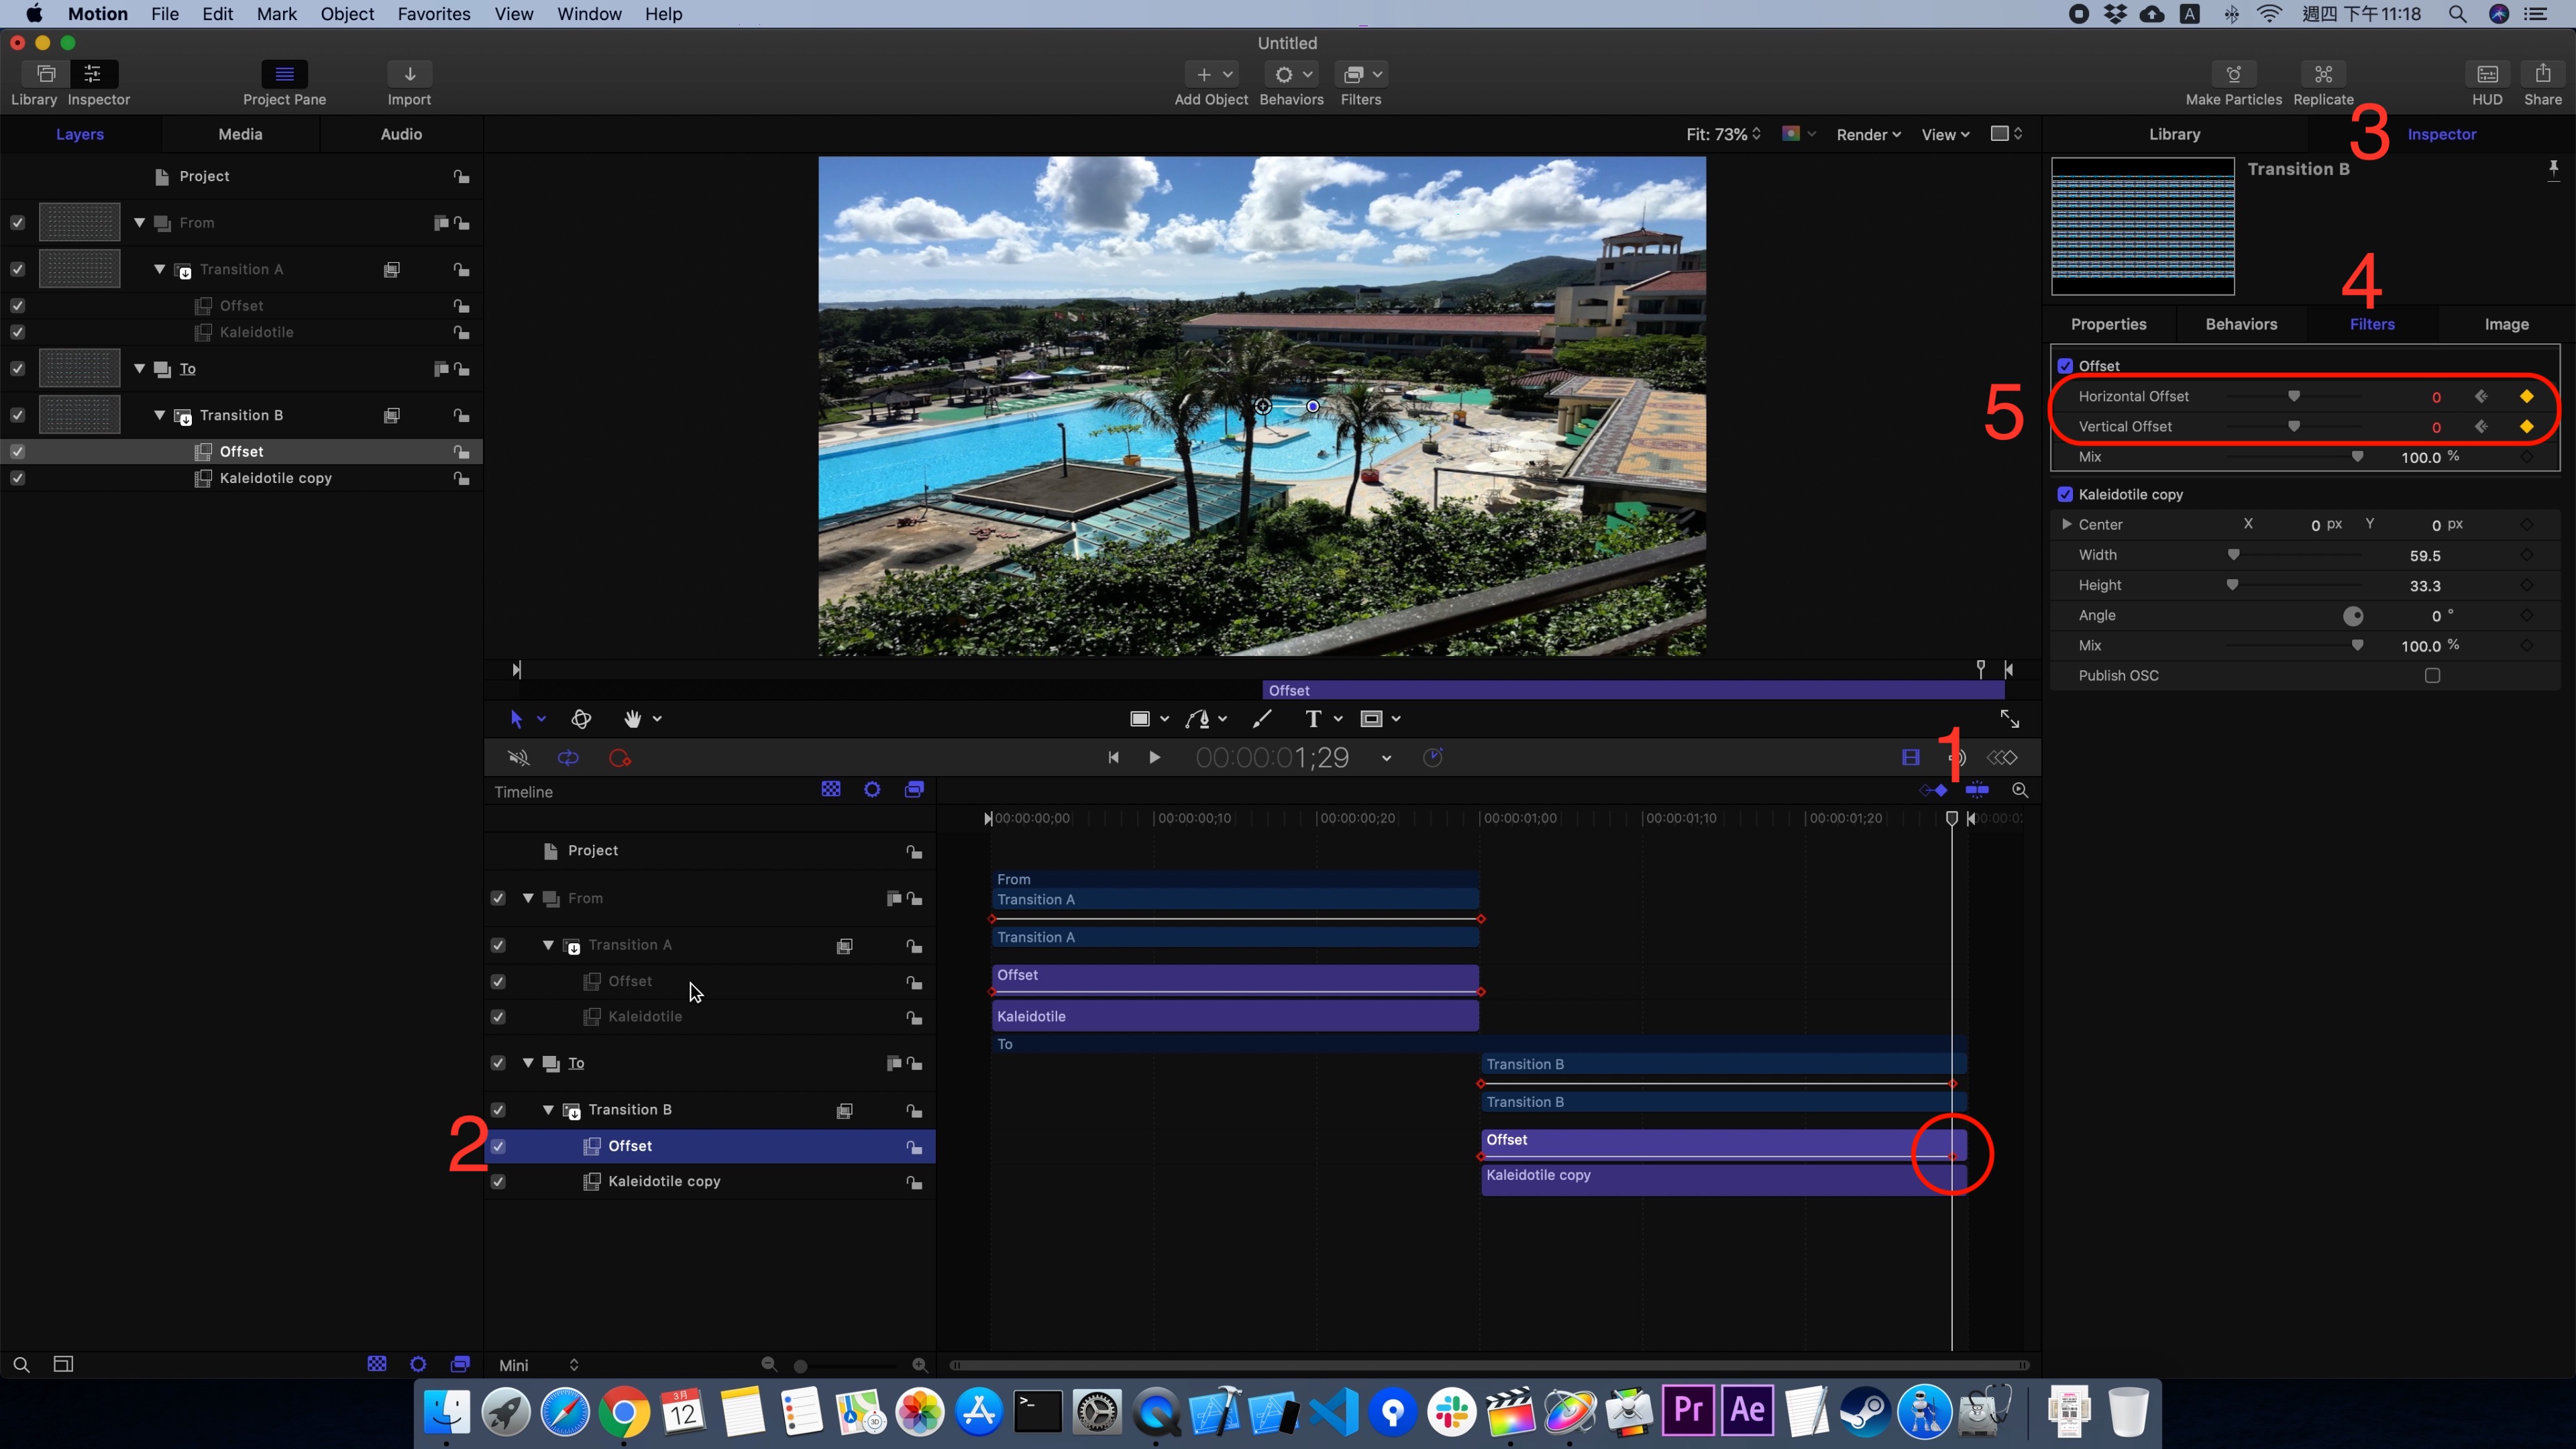 Motion File Edit Mark Object Favorites View Window Help A 週四 下午11:18
Untitled
Library Inspector Project Pane Import Add Object Behaviors Filters Make Particles Replicate HUD Share
3
Layers Media Audio Fit: 73% Render View Library Inspector
Project
Transition B
From
4
Transition A
Properties Behaviors Filters Image
Offset
Kaleidotile
To
Transition B
Offset
Kaleidotile copy
5
Offset
Horizontal Offset 0
Vertical Offset 0
Mix 100.0 %
Kaleidotile copy
Center X 0 px Y 0 px
Width 59.5
Height 33.3
Angle 0 °
Mix 100.0 %
Publish OSC
Offset
T
00:00:01;29
1
Timeline
00:00:00;00 00:00:00;10 00:00:00;20 00:00:01;00 00:00:01;10 00:00:01;20
Project
From
Transition A
Offset
Kaleidotile
To
Transition B
2
Offset
Kaleidotile copy
From
Transition A
Transition A
Offset
Kaleidotile
To
Transition B
Transition B
Offset
Kaleidotile copy
Mini
3月
12
3D
>_
Pr
Ae